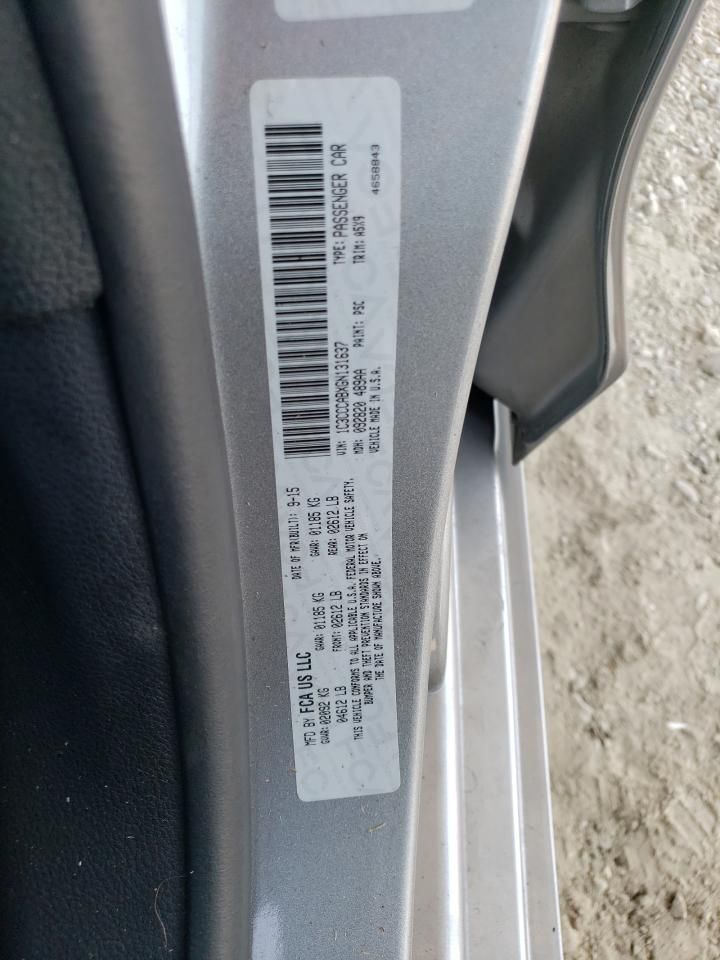 MFD BY FCA US LLC
DATE OF MFR(BUILT): 9-15
GVWR: 02092 KG
GAWR: 01185 KG
GAWR: 01185 KG
04612 LB
FRONT: 02612 LB
REAR: 02612 LB
THIS VEHICLE CONFORMS TO ALL APPLICABLE U.S.A. FEDERAL MOTOR VEHICLE SAFETY,
BUMPER AND THEFT PREVENTION STANDARDS IN EFFECT ON
THE DATE OF MANUFACTURE SHOWN ABOVE.
VIN: 1C3CCCABXGN131637
TYPE: PASSENGER CAR
MDH: 092820 489AA
PAINT: PSC
TRIM: A5X9
VEHICLE MADE IN U.S.A.
4658843